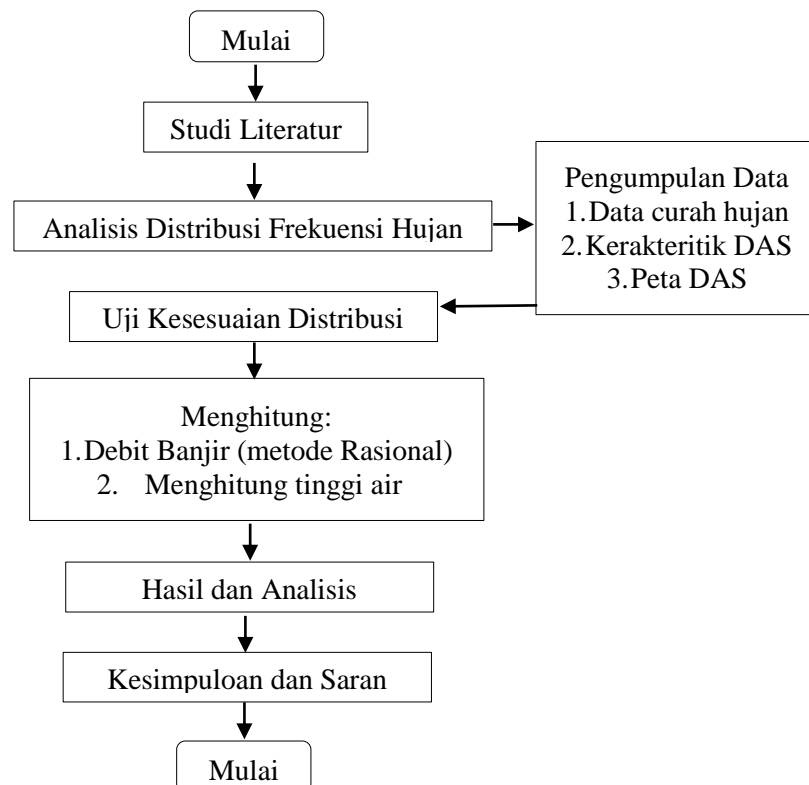 Mulai
Studi Literatur
Analisis Distribusi Frekuensi Hujan
Pengumpulan Data
1.Data curah hujan
2.Kerakteritik DAS
3.Peta DAS
Uji Kesesuaian Distribusi
Menghitung:
1.Debit Banjir (metode Rasional)
2. Menghitung tinggi air
Hasil dan Analisis
Kesimpuloan dan Saran
Mulai